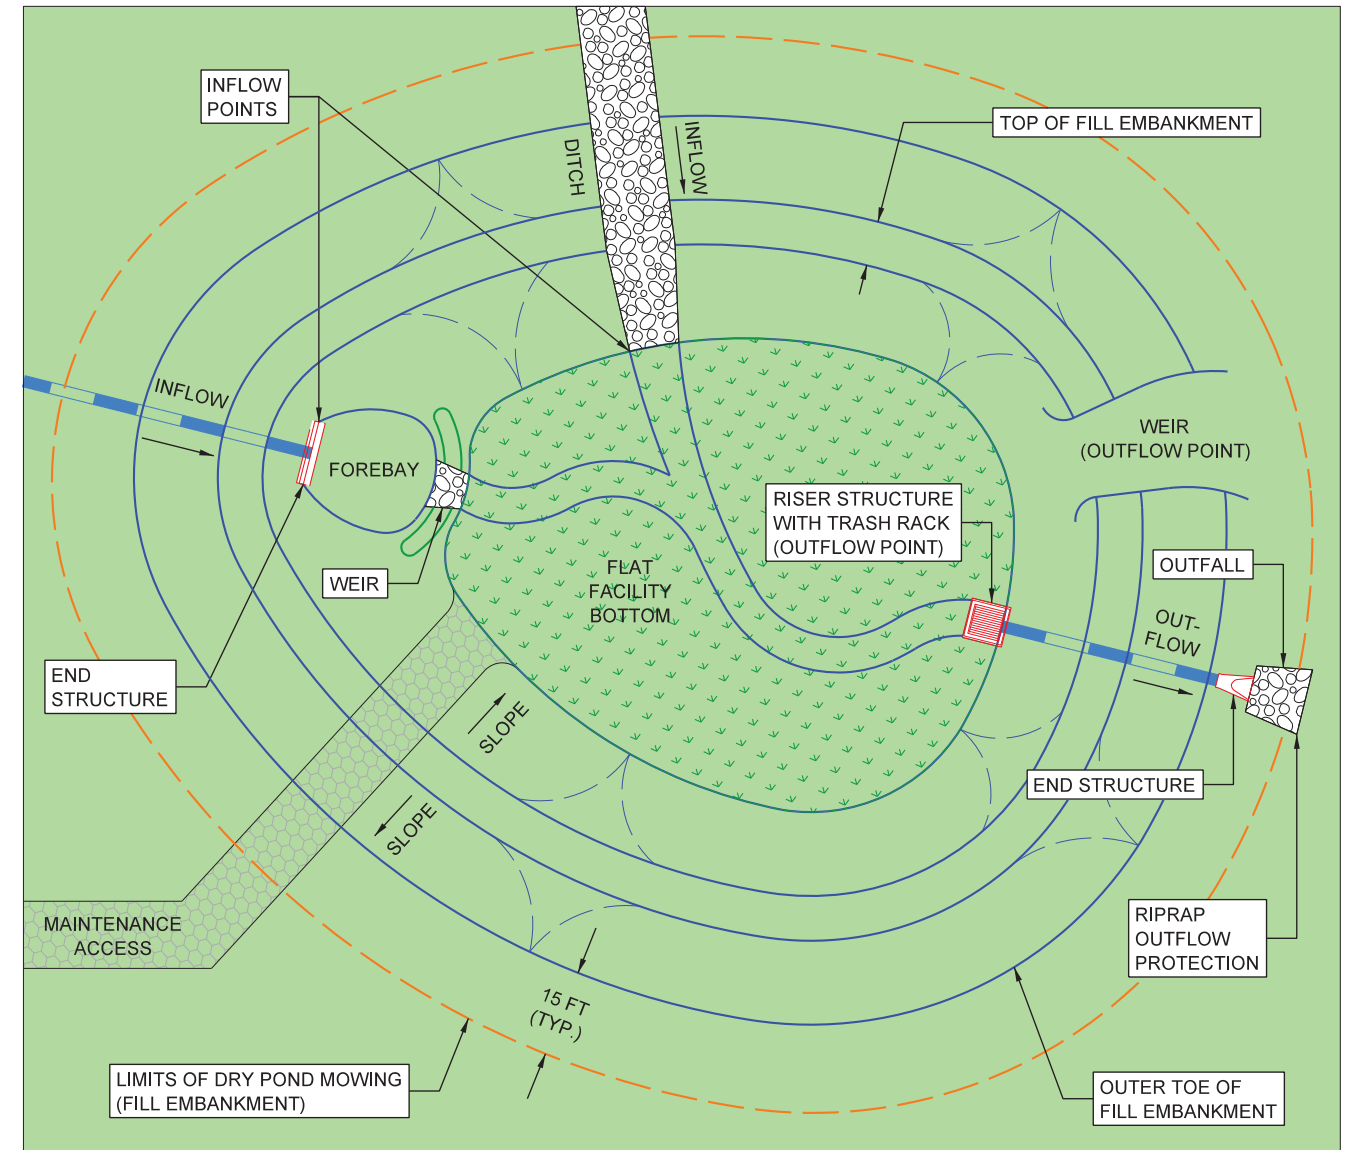 INFLOW
POINTS
DITCH
INFLOW
TOP OF FILL EMBANKMENT
INFLOW
FOREBAY
WEIR
(OUTFLOW POINT)
RISER STRUCTURE
WITH TRASH RACK
(OUTFLOW POINT)
WEIR
FLAT
FACILITY
BOTTOM
OUTFALL
OUT-
FLOW
END
STRUCTURE
SLOPE
SLOPE
END STRUCTURE
MAINTENANCE
ACCESS
RIPRAP
OUTFLOW
PROTECTION
15 FT
(TYP.)
LIMITS OF DRY POND MOWING
(FILL EMBANKMENT)
OUTER TOE OF
FILL EMBANKMENT